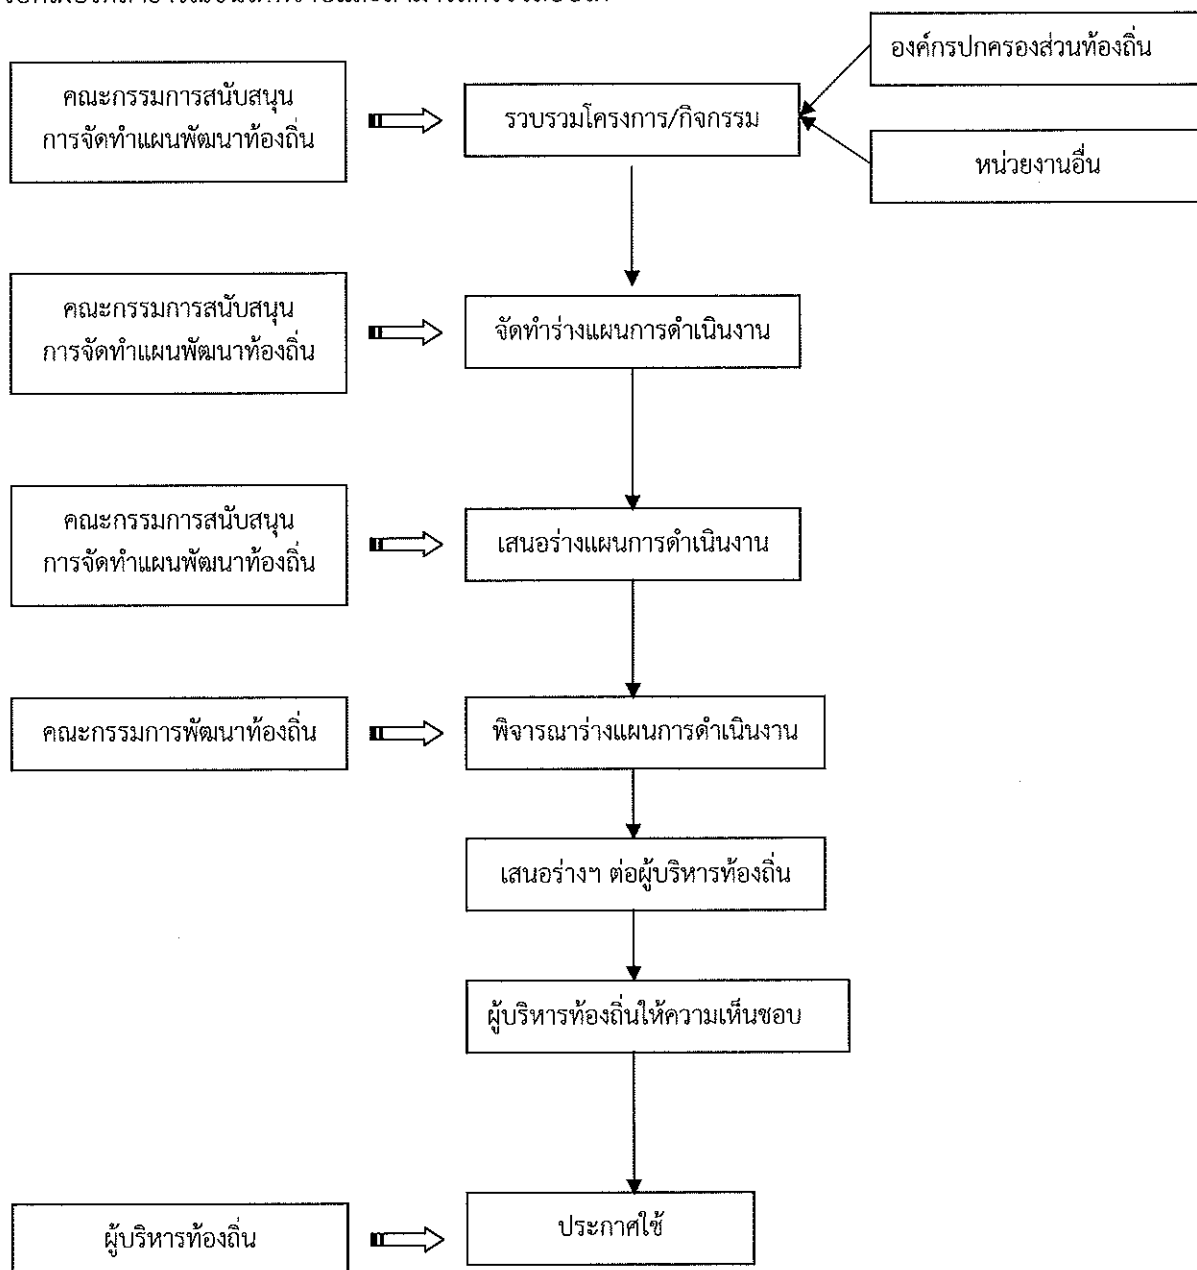 องค์กรปกครองส่วนท้องถิ่น
คณะกรรมการสนับสนุน
การจัดทำแผนพัฒนาท้องถิ่น
รวบรวมโครงการ/กิจกรรม
หน่วยงานอื่น
คณะกรรมการสนับสนุน
การจัดทำแผนพัฒนาท้องถิ่น
จัดทำร่างแผนการดำเนินงาน
คณะกรรมการสนับสนุน
การจัดทำแผนพัฒนาท้องถิ่น
เสนอร่างแผนการดำเนินงาน
คณะกรรมการพัฒนาท้องถิ่น
พิจารณาร่างแผนการดำเนินงาน
เสนอร่างฯ ต่อผู้บริหารท้องถิ่น
ผู้บริหารท้องถิ่นให้ความเห็นชอบ
ผู้บริหารท้องถิ่น
ประกาศใช้